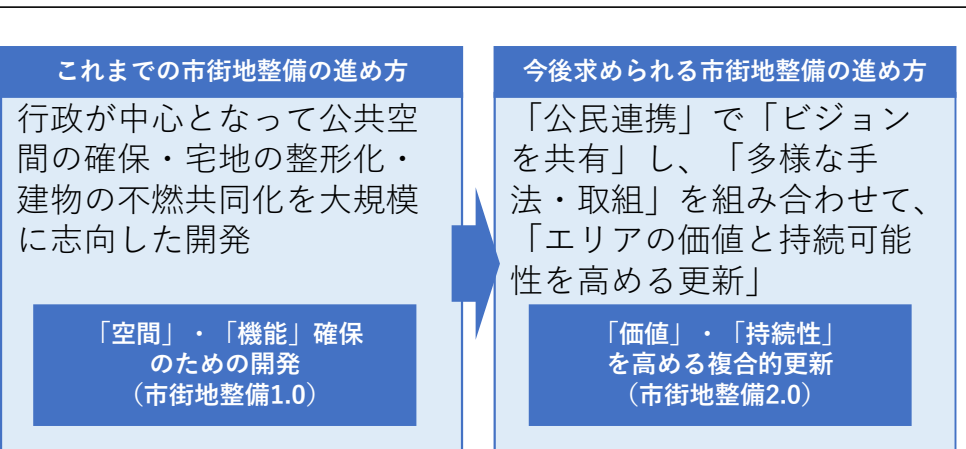 これまでの市街地整備の進め方
行政が中心となって公共空
間の確保・宅地の整形化・
建物の不燃共同化を大規模
に志向した開発
「空間」・「機能」確保
のための開発
（市街地整備1.0）
今後求められる市街地整備の進め方
「公民連携」で「ビジョン
を共有」し、「多様な手
法・取組」を組み合わせて、
「エリアの価値と持続可能
性を高める更新」
「価値」・「持続性」
を高める複合的更新
（市街地整備2.0）